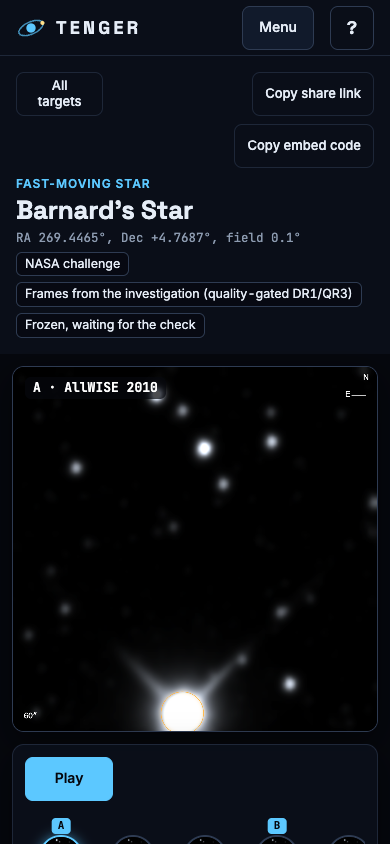 TENGER
Menu
?
All
targets
Copy share link
Copy embed code
FAST-MOVING STAR
Barnard's Star
RA 269.4465°, Dec +4.7687°, field 0.1°
NASA challenge
Frames from the investigation (quality-gated DR1/QR3)
Frozen, waiting for the check
A · AllWISE 2010
N
E
60"
Play
A
B